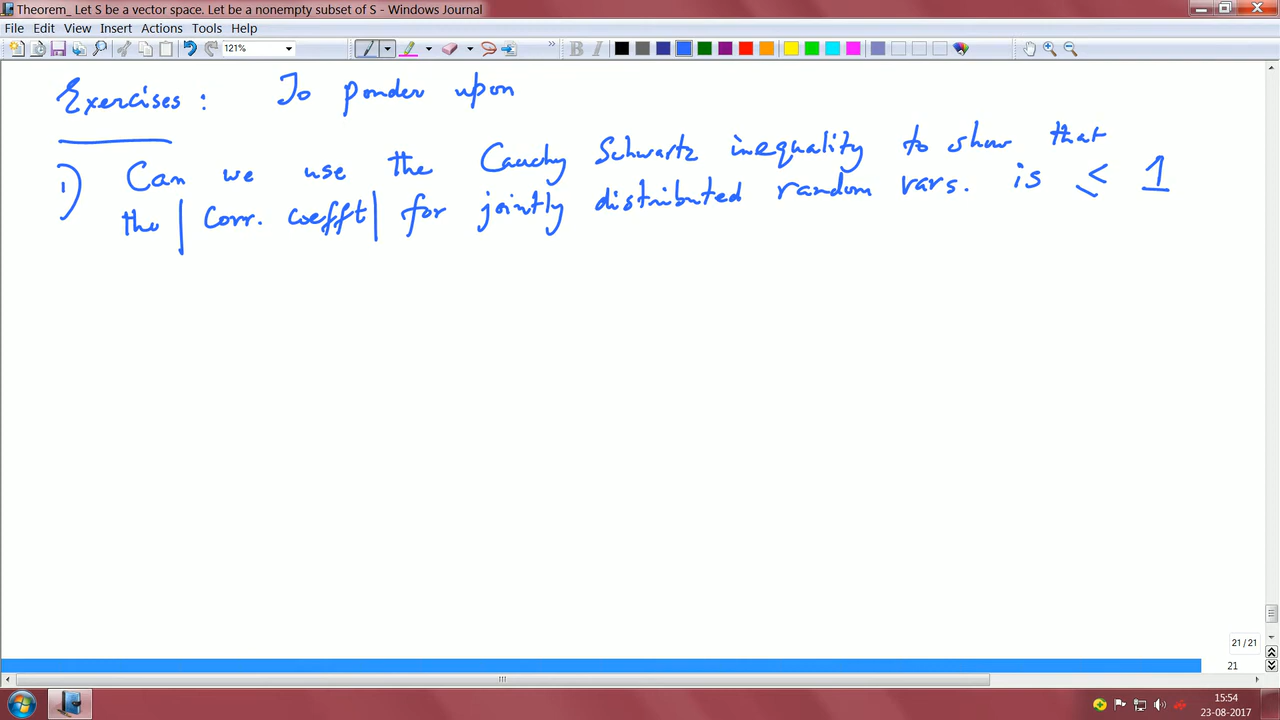 Theorem_ Let S be a vector space. Let be a nonempty subset of S - Windows Journal
File Edit View Insert Actions Tools Help
121%
Exercises : To ponder upon
1) Can we use the Cauchy Schwartz inequality to show that
the | Corr. coefft | for jointly distributed random vars. is ≤ 1
21 / 21
21
15:54
23-08-2017